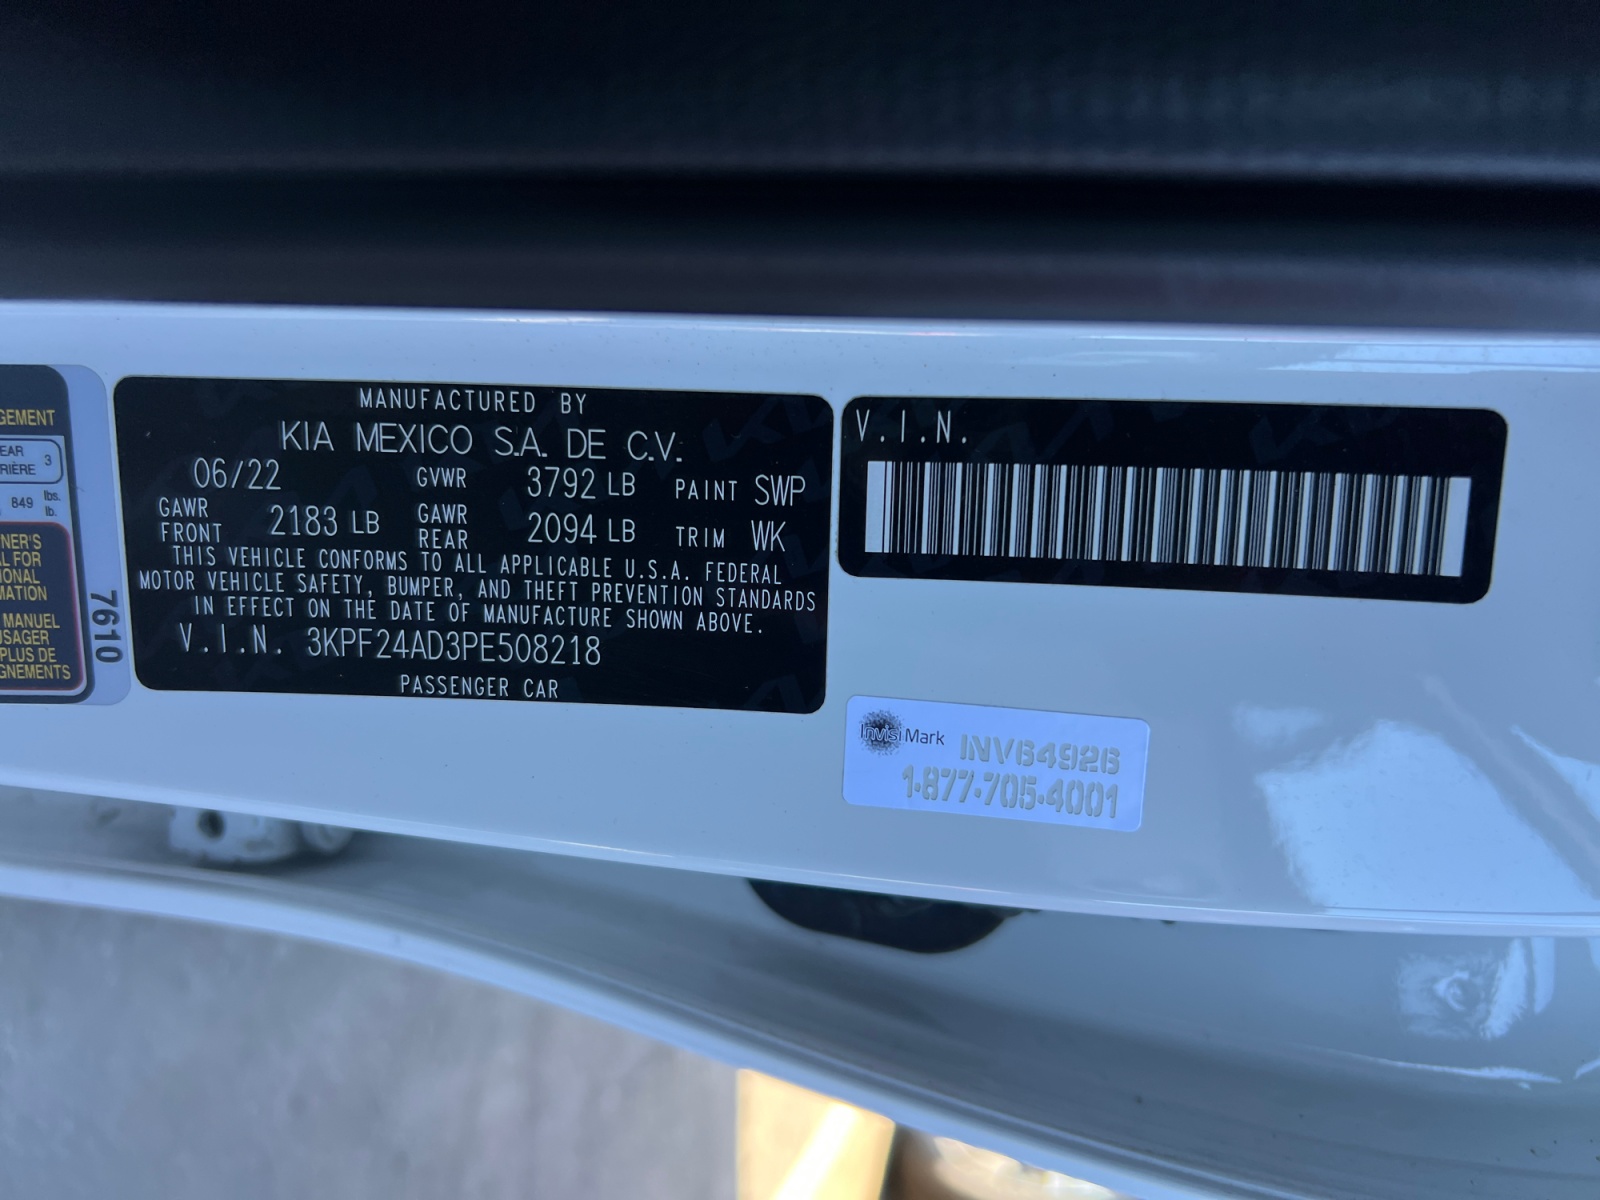 GEMENT
EAR
RIÈRE 3
849 lbs.
lb.
NER'S
L FOR
IONAL
MATION
MANUEL
USAGER
PLUS DE
GNEMENTS
7610
MANUFACTURED BY
KIA MEXICO S.A. DE C.V.
06/22 GVWR 3792 LB PAINT SWP
GAWR FRONT 2183 LB GAWR REAR 2094 LB TRIM WK
THIS VEHICLE CONFORMS TO ALL APPLICABLE U.S.A. FEDERAL
MOTOR VEHICLE SAFETY, BUMPER, AND THEFT PREVENTION STANDARDS
IN EFFECT ON THE DATE OF MANUFACTURE SHOWN ABOVE.
V.I.N. 3KPF24AD3PE508218
PASSENGER CAR
V.I.N.
InvisiMark INV64926
1-877-705-4001